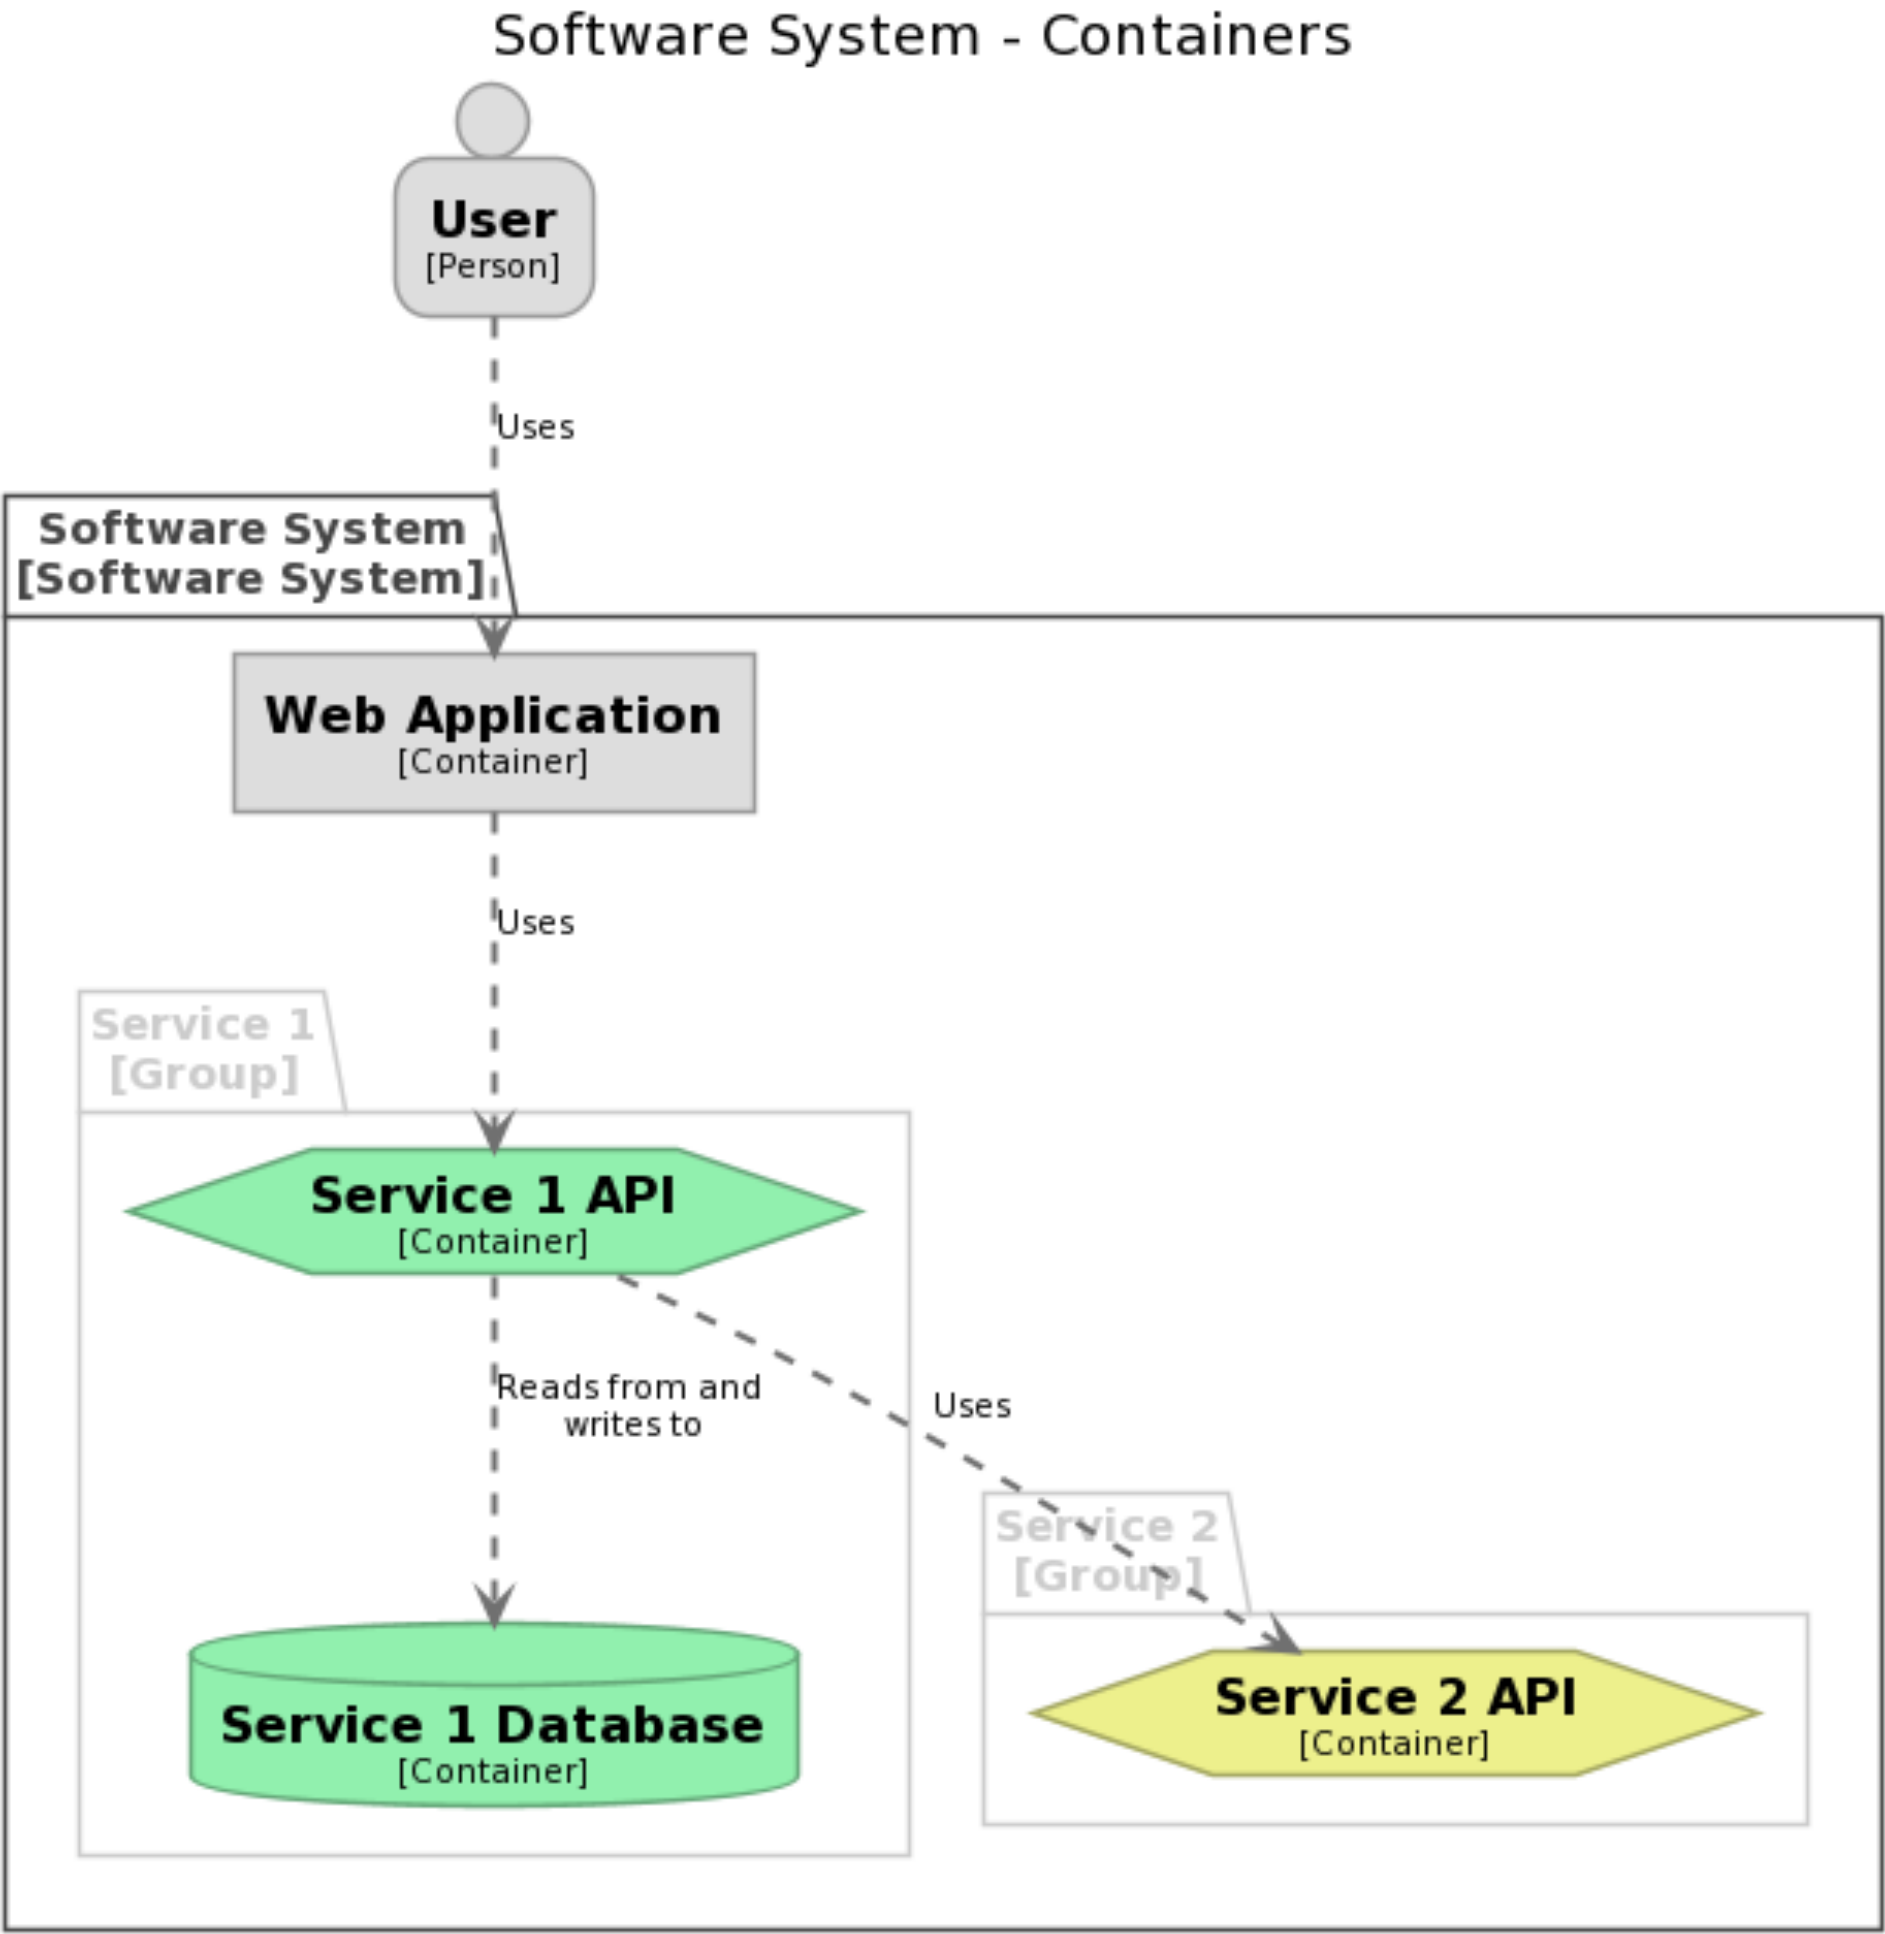 Software System - Containers
User
[Person]
Uses
Software System
[Software System]
Web Application
[Container]
Uses
Service 1
[Group]
Service 1 API
[Container]
Reads from and
writes to
Uses
Service 2
[Group]
Service 1 Database
[Container]
Service 2 API
[Container]